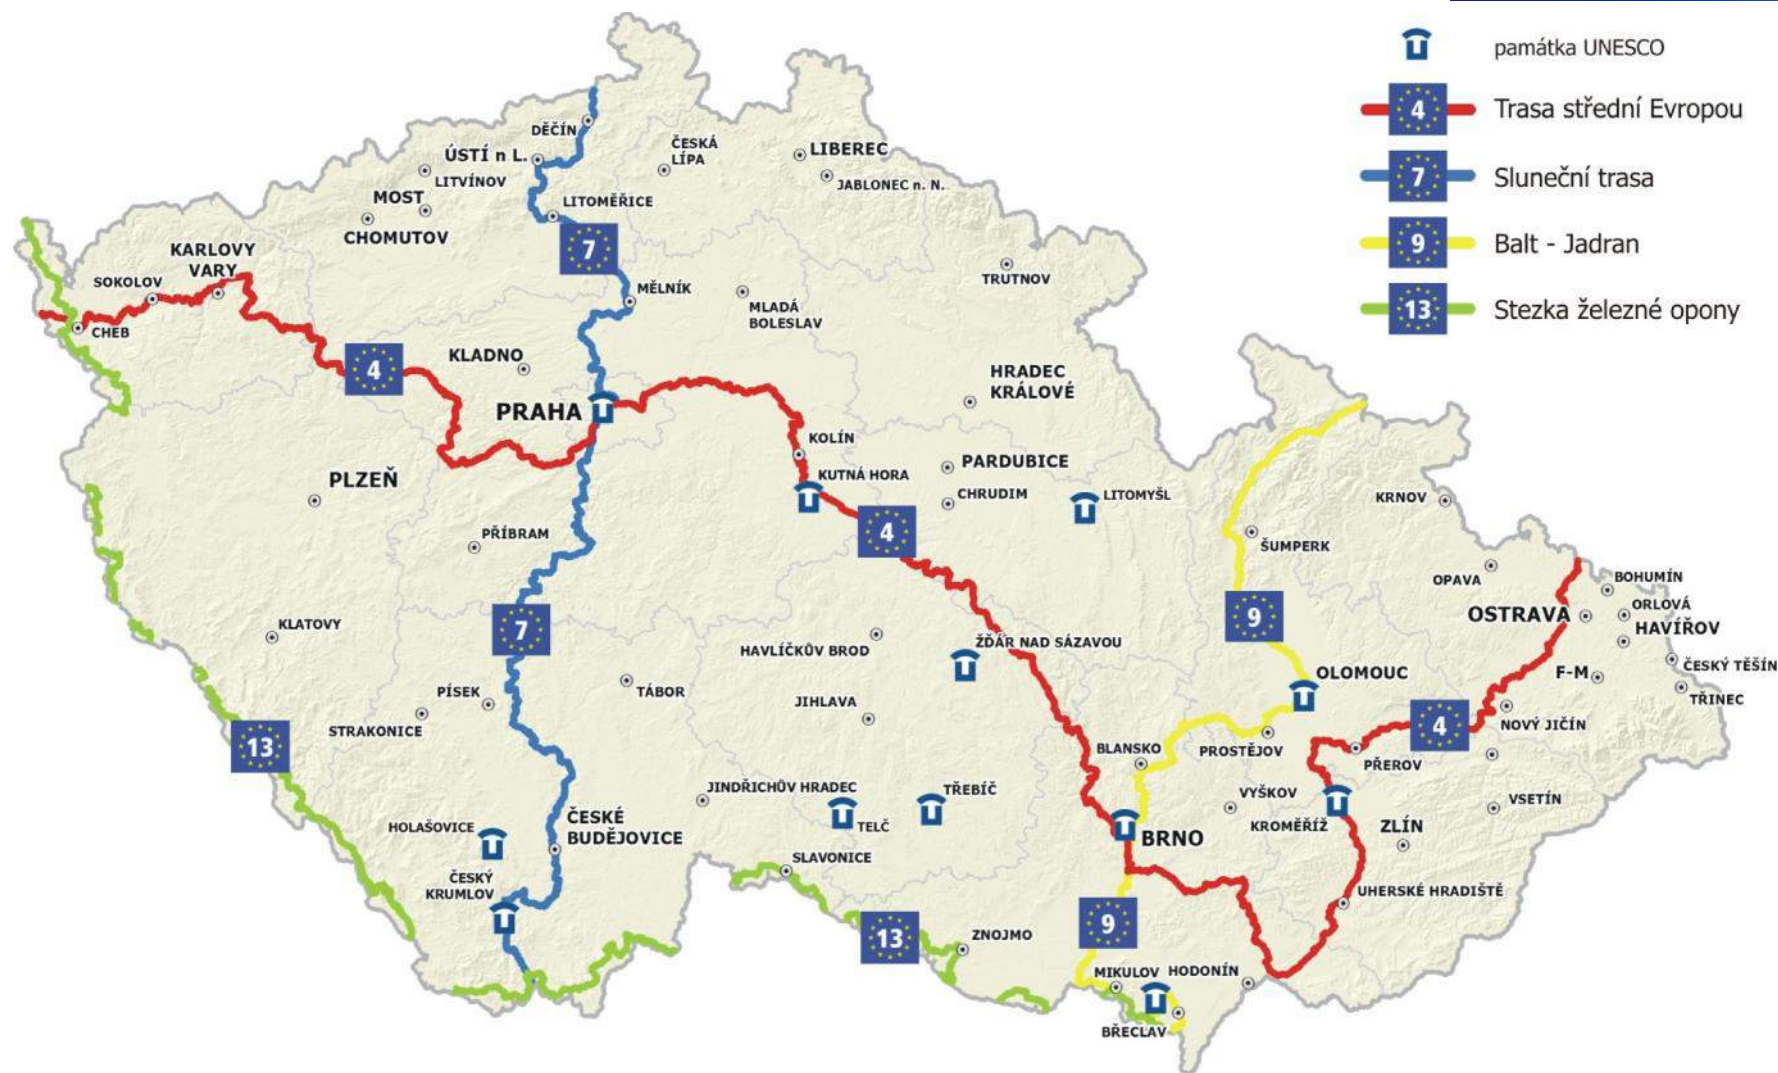 památka UNESCO
4 Trasa střední Evropou
7 Sluneční trasa
9 Balt - Jadran
13 Stezka železné opony
DĚČÍN
ÚSTÍ n L.
ČESKÁ
LÍPA
LIBEREC
LITVÍNOV
JABLONEC n. N.
MOST
LITOMĚŘICE
CHOMUTOV
7
KARLOVY
VARY
TRUTNOV
SOKOLOV
MĚLNÍK
MLADÁ
BOLESLAV
CHEB
KLADNO
4
HRADEC
KRÁLOVÉ
PRAHA
KOLÍN
PARDUBICE
KUTNÁ HORA
PLZEŇ
CHRUDIM
LITOMYŠL
KRNOV
4
PŘÍBRAM
ŠUMPERK
OPAVA
BOHUMÍN
ORLOVÁ
OSTRAVA
HAVÍŘOV
9
7
KLATOVY
HAVLÍČKŮV BROD
ŽĎÁR NAD SÁZAVOU
ČESKÝ TĚŠÍN
OLOMOUC
F-M
PÍSEK
TÁBOR
TŘINEC
JIHLAVA
STRAKONICE
NOVÝ JIČÍN
4
13
BLANSKO
PROSTĚJOV
PŘEROV
JINDŘICHŮV HRADEC
TŘEBÍČ
VYŠKOV
VSETÍN
ČESKÉ
BUDĚJOVICE
HOLAŠOVICE
TELČ
KROMĚŘÍŽ
ZLÍN
BRNO
SLAVONICE
ČESKÝ
KRUMLOV
UHERSKÉ HRADIŠTĚ
9
13
ZNOJMO
MIKULOV
HODONÍN
BŘECLAV